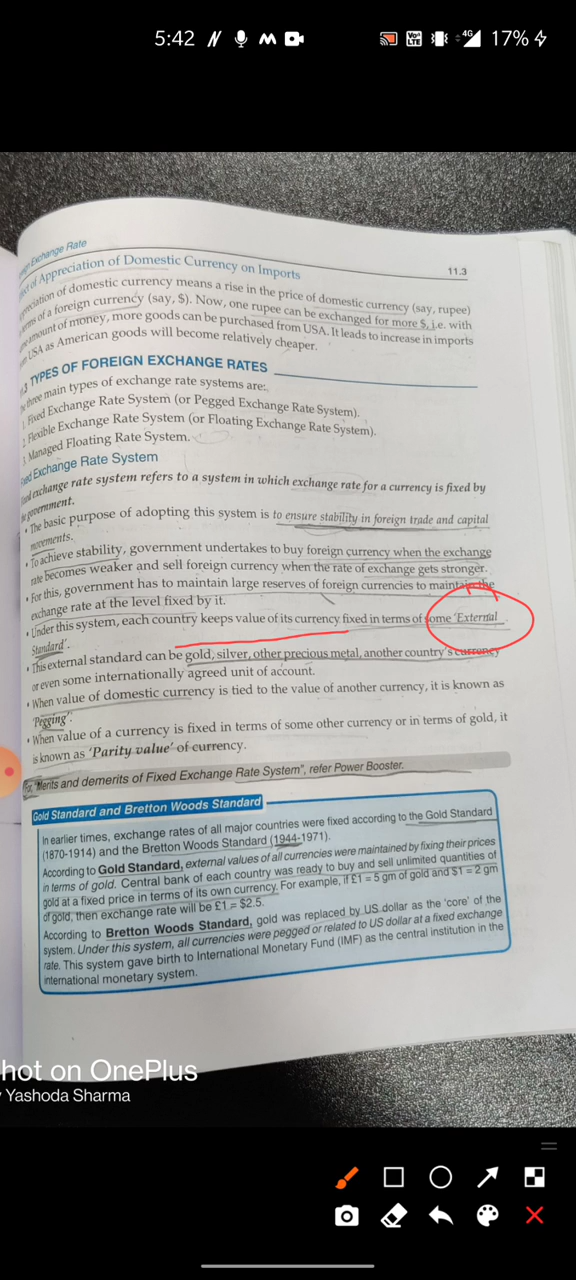 5:42
Vo))
LTE
4G
17%
Exchange Rate
11.3
of Appreciation of Domestic Currency on Imports
of domestic currency means a rise in the price of domestic currency (say, rupee)
of a foreign currency (say, $). Now, one rupee can be exchanged for more $, i.e. with
amount of money, more goods can be purchased from USA. It leads to increase in imports
USA as American goods will become relatively cheaper.
TYPES OF FOREIGN EXCHANGE RATES
three main types of exchange rate systems are:
1. Fixed Exchange Rate System (or Pegged Exchange Rate System).
2. Flexible Exchange Rate System (or Floating Exchange Rate System).
3. Managed Floating Rate System.
Exchange Rate System
exchange rate system refers to a system in which exchange rate for a currency is fixed by
government.
• The basic purpose of adopting this system is to ensure stability in foreign trade and capital
movements.
• To achieve stability, government undertakes to buy foreign currency when the exchange
rate becomes weaker and sell foreign currency when the rate of exchange gets stronger.
• For this, government has to maintain large reserves of foreign currencies to maintain the
exchange rate at the level fixed by it.
• Under this system, each country keeps value of its currency fixed in terms of some 'External
Standard'.
• This external standard can be gold, silver, other precious metal, another country's currency
or even some internationally agreed unit of account.
• When value of domestic currency is tied to the value of another currency, it is known as
'Pegging'.
• When value of a currency is fixed in terms of some other currency or in terms of gold, it
is known as 'Parity value' of currency.
"Merits and demerits of Fixed Exchange Rate System", refer Power Booster.
Gold Standard and Bretton Woods Standard
In earlier times, exchange rates of all major countries were fixed according to the Gold Standard
(1870-1914) and the Bretton Woods Standard (1944-1971).
According to Gold Standard, external values of all currencies were maintained by fixing their prices
in terms of gold. Central bank of each country was ready to buy and sell unlimited quantities of
gold at a fixed price in terms of its own currency. For example, if £1 = 5 gm of gold and $1 = 2 gm
of gold, then exchange rate will be £1 = $2.5.
According to Bretton Woods Standard, gold was replaced by US dollar as the 'core' of the
system. Under this system, all currencies were pegged or related to US dollar at a fixed exchange
rate. This system gave birth to International Monetary Fund (IMF) as the central institution in the
international monetary system.
hot on OnePlus
Yashoda Sharma